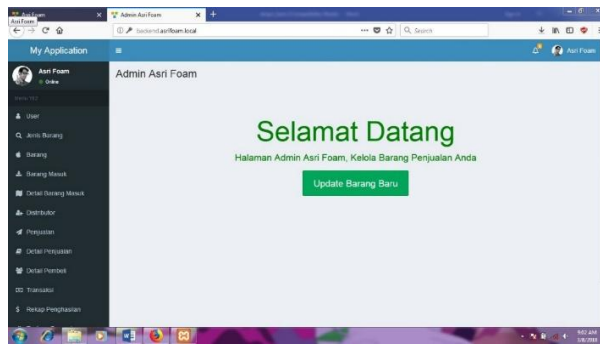 Asri Foam
Admin Asri Foam
Asri Foam
backend.asrifoam.local
Search
My Application
Asri Foam
Asri Foam
Online
Admin Asri Foam
User
Jenis Barang
Barang
Barang Masuk
Detail Barang Masuk
Distributor
Penjualan
Detail Penjualan
Detail Pembeli
Transaksi
Rekap Penghasilan
Selamat Datang
Halaman Admin Asri Foam, Kelola Barang Penjualan Anda
Update Barang Baru